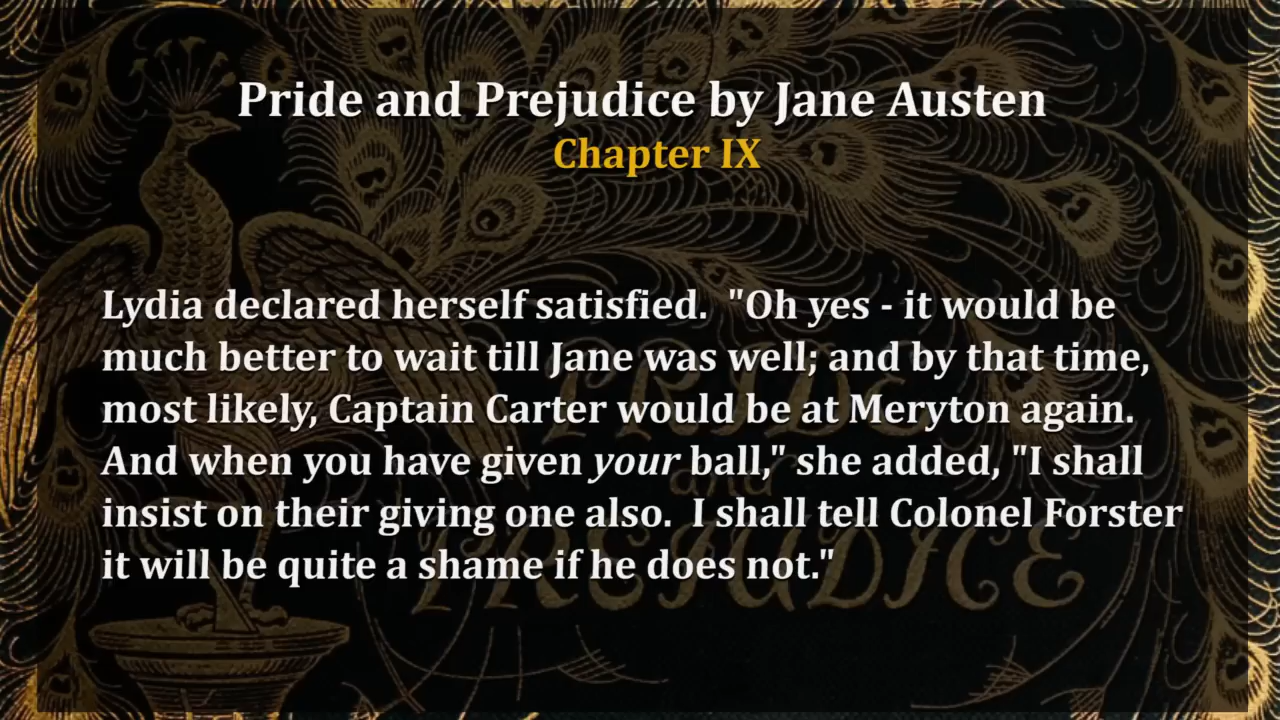 Pride and Prejudice by Jane Austen
Chapter IX
Lydia declared herself satisfied.  "Oh yes - it would be
much better to wait till Jane was well; and by that time,
most likely, Captain Carter would be at Meryton again.
And when you have given your ball," she added, "I shall
insist on their giving one also.  I shall tell Colonel Forster
it will be quite a shame if he does not."
PRIDE
and
PREJUDICE